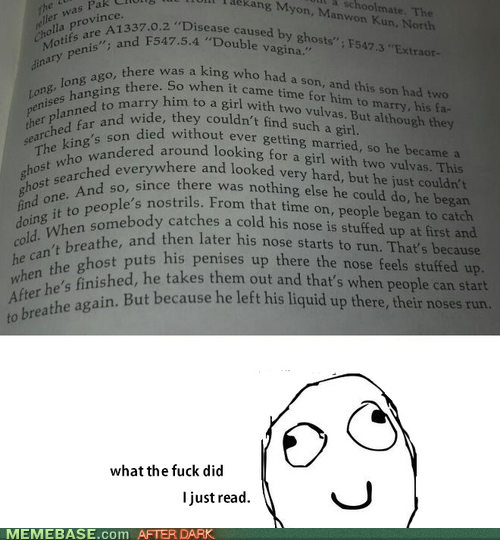 The
a schoolmate. The
teller was Pak Chong
from Taekang Myon, Manwon Kun, North
Cholla province.
Motifs are A1337.0.2 "Disease caused by ghosts"; F547.3 "Extraor-
dinary penis"; and F547.5.4 "Double vagina."
Long, long ago, there was a king who had a son, and this son had two
penises hanging there. So when it came time for him to marry, his fa-
ther planned to marry him to a girl with two vulvas. But although they
searched far and wide, they couldn't find such a girl.
The king's son died without ever getting married, so he became a
ghost who wandered around looking for a girl with two vulvas. This
ghost searched everywhere and looked very hard, but he just couldn't
find one. And so, since there was nothing else he could do, he began
doing it to people's nostrils. From that time on, people began to catch
cold. When somebody catches a cold his nose is stuffed up at first and
he can't breathe, and then later his nose starts to run. That's because
when the ghost puts his penises up there the nose feels stuffed up.
After he's finished, he takes them out and that's when people can start
to breathe again. But because he left his liquid up there, their noses run.
what the fuck did
I just read.
MEMEBASE.com AFTER DARK